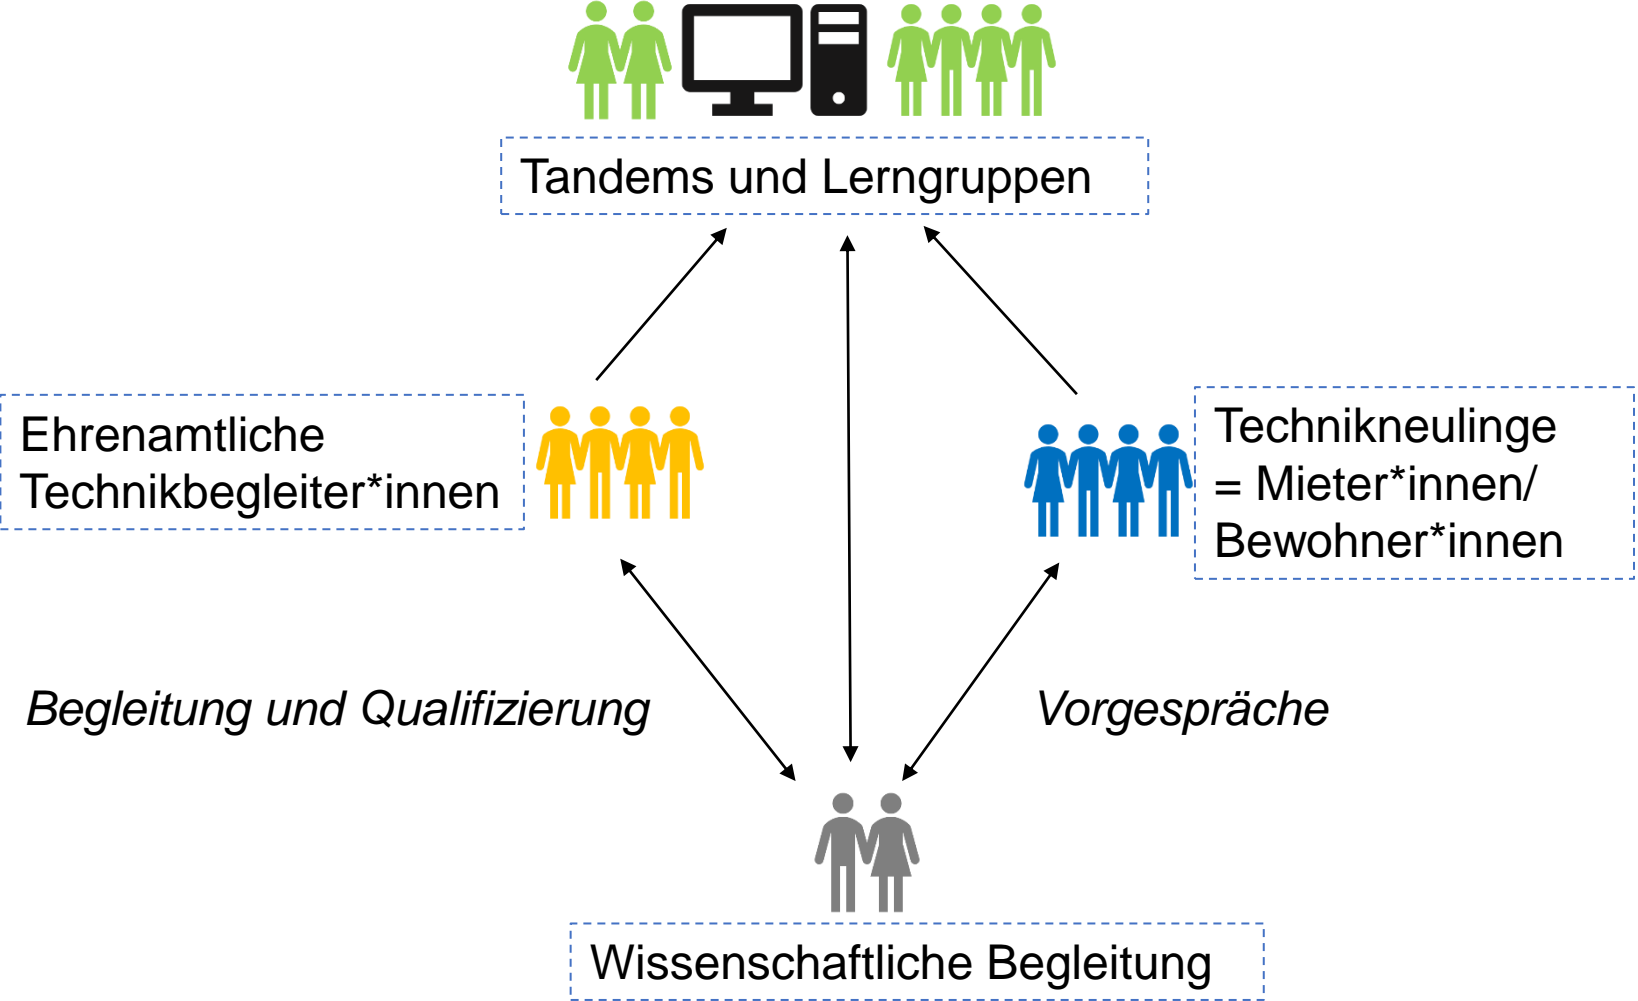 Tandems und Lerngruppen
Ehrenamtliche
Technikbegleiter*innen
Technikneulinge
= Mieter*innen/
Bewohner*innen
Begleitung und Qualifizierung
Vorgespräche
Wissenschaftliche Begleitung